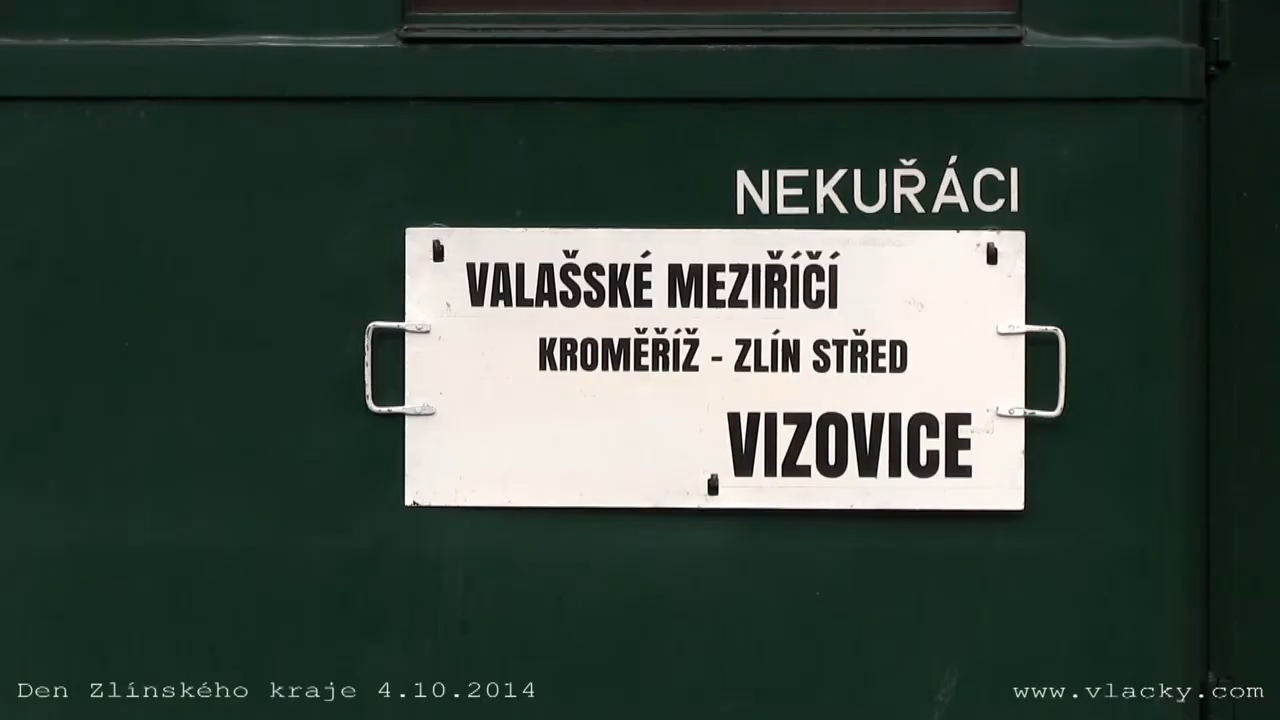 NEKUŘÁCI
VALAŠSKÉ MEZIŘÍČÍ
KROMĚŘÍŽ - ZLÍN STŘED
VIZOVICE
Den Zlínského kraje 4.10.2014
www.vlacky.com